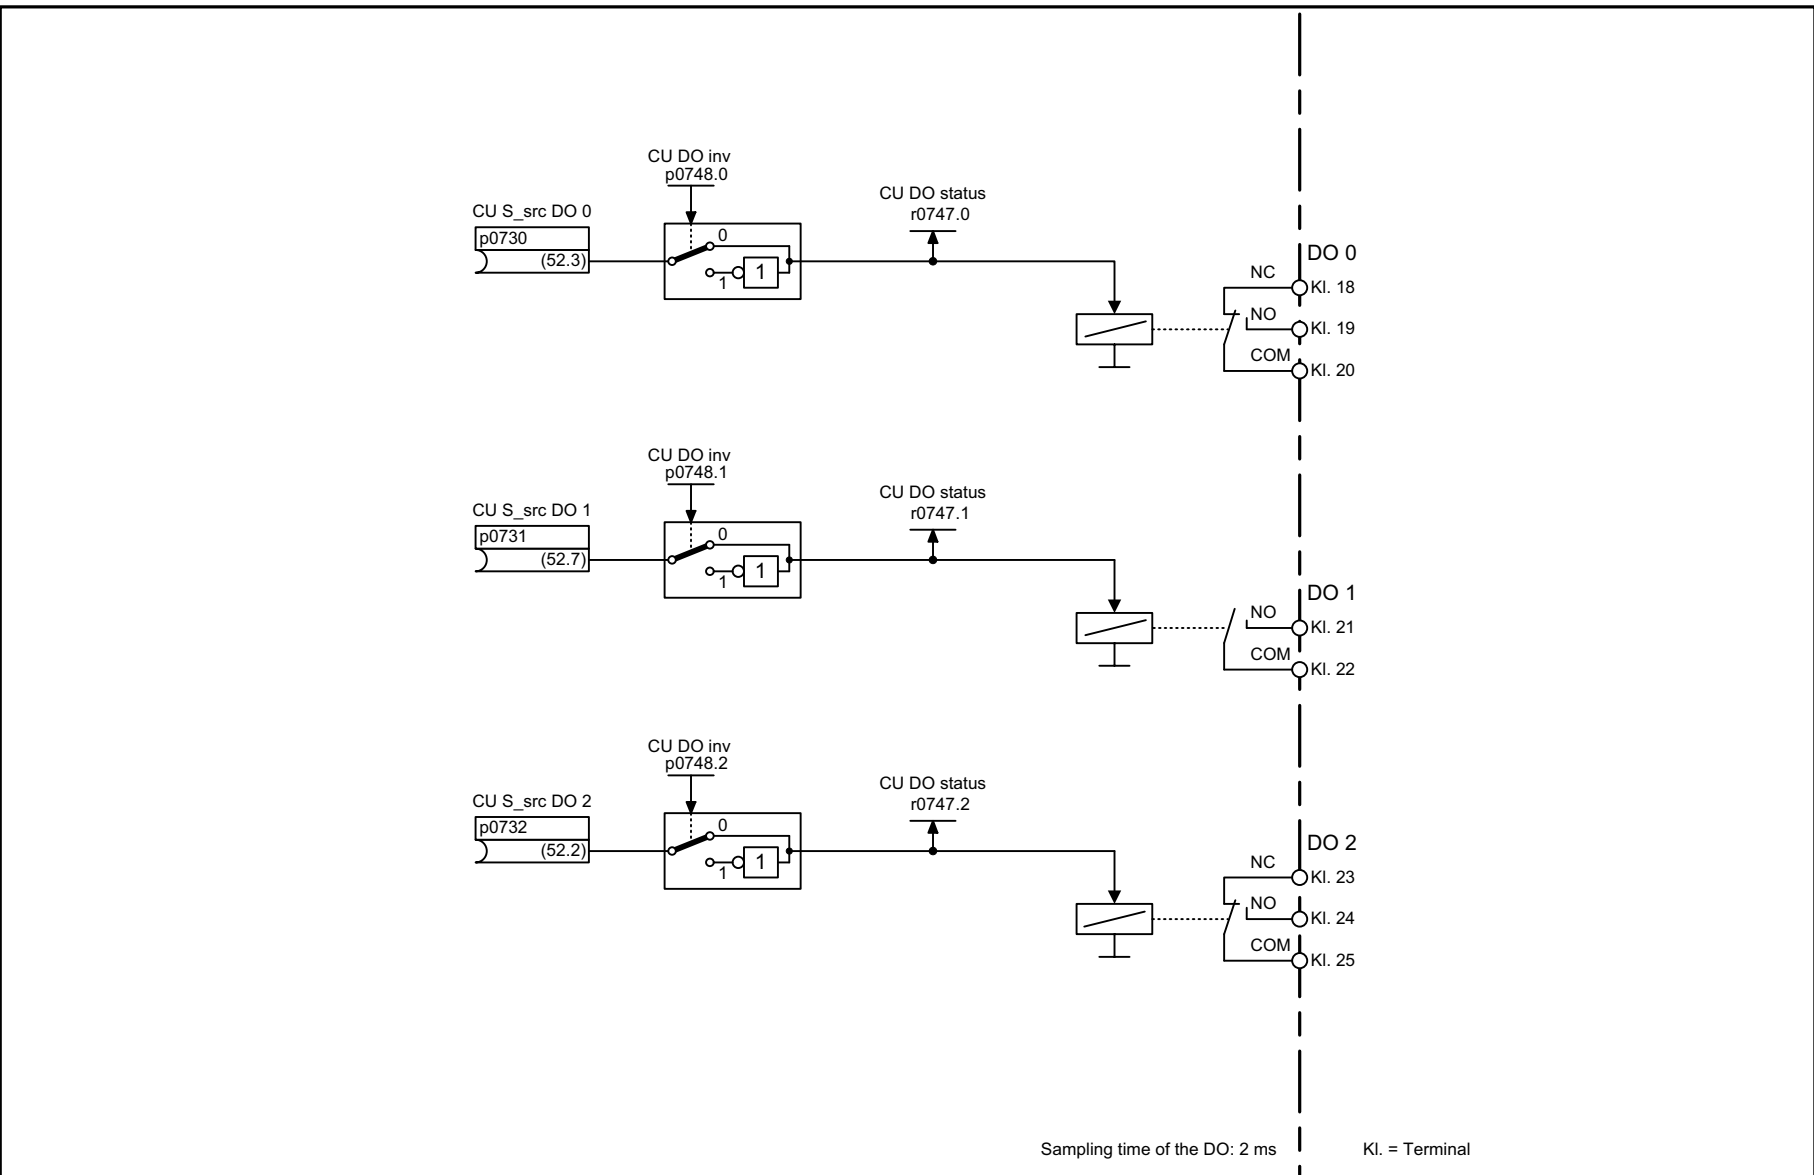 CU DO inv
p0748.0
CU S_src DO 0
p0730
(52.3)
0
1
1
CU DO status
r0747.0
DO 0
NC
Kl. 18
NO
Kl. 19
COM
Kl. 20
CU DO inv
p0748.1
CU S_src DO 1
p0731
(52.7)
0
1
1
CU DO status
r0747.1
DO 1
NO
Kl. 21
COM
Kl. 22
CU DO inv
p0748.2
CU S_src DO 2
p0732
(52.2)
0
1
1
CU DO status
r0747.2
DO 2
NC
Kl. 23
NO
Kl. 24
COM
Kl. 25
Sampling time of the DO: 2 ms
Kl. = Terminal